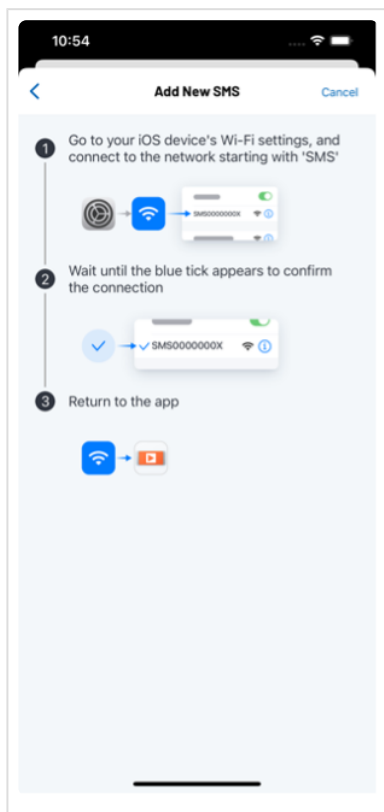 10:54
Add New SMS
Cancel
1
Go to your iOS device's Wi-Fi settings, and
connect to the network starting with 'SMS'
SMS0000000X
2
Wait until the blue tick appears to confirm
the connection
SMS0000000X
3
Return to the app